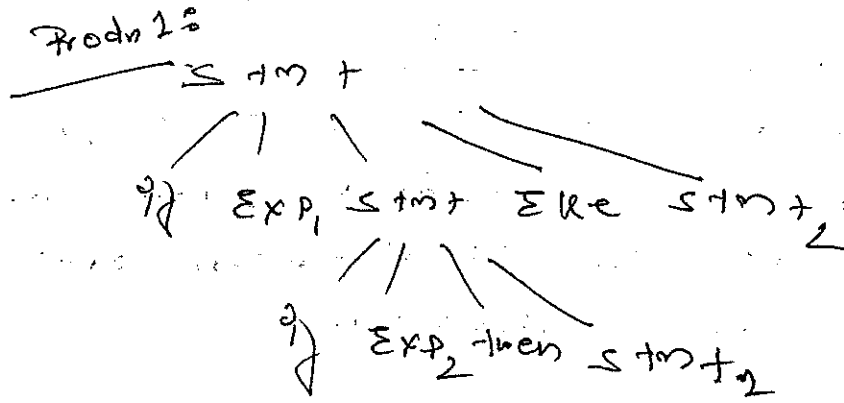 Prodn 1:
Stmt
if Exp1 Stmt Else Stmt2
if Exp2 then Stmt2